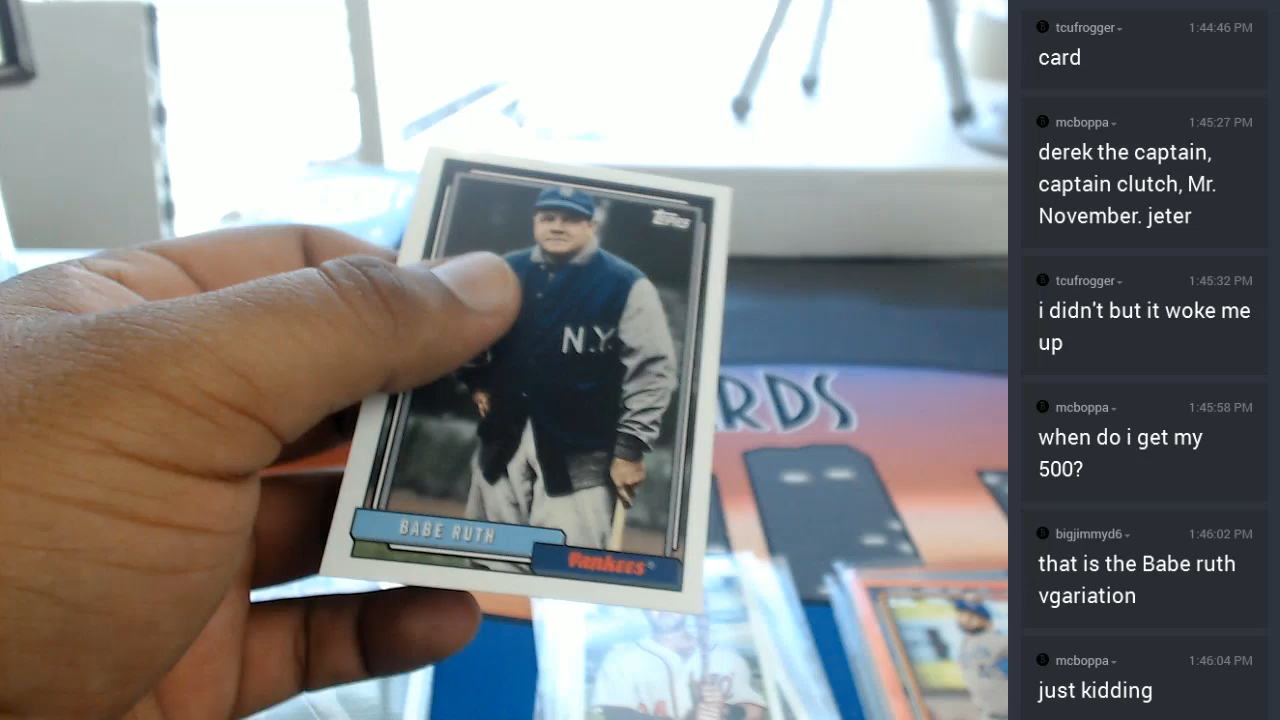 TOPPS
N.Y.
BABE RUTH
Yankees
RDS
tcufrogger
1:44:46 PM
card
mcboppa
1:45:27 PM
derek the captain,
captain clutch, Mr.
November. jeter
tcufrogger
1:45:32 PM
i didn't but it woke me
up
mcboppa
1:45:58 PM
when do i get my
500?
bigjimmyd6
1:46:02 PM
that is the Babe ruth
vgariation
mcboppa
1:46:04 PM
just kidding